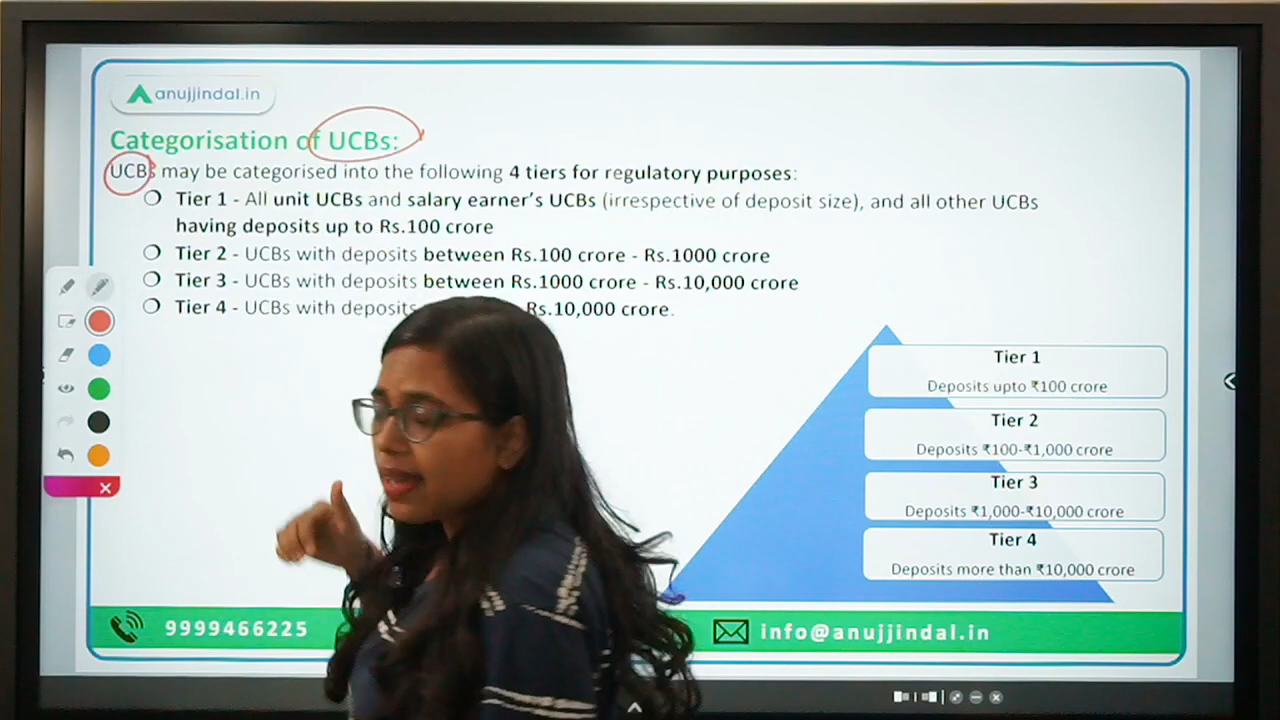 anujjindal.in
Categorisation of UCBs:
UCBs may be categorised into the following 4 tiers for regulatory purposes:
Tier 1 - All unit UCBs and salary earner's UCBs (irrespective of deposit size), and all other UCBs
having deposits up to Rs.100 crore
Tier 2 - UCBs with deposits between Rs.100 crore - Rs.1000 crore
Tier 3 - UCBs with deposits between Rs.1000 crore - Rs.10,000 crore
Tier 4 - UCBs with deposits Rs.10,000 crore.
Tier 1
Deposits upto ₹100 crore
Tier 2
Deposits ₹100-₹1,000 crore
Tier 3
Deposits ₹1,000-₹10,000 crore
Tier 4
Deposits more than ₹10,000 crore
9999466225
info@anujjindal.in